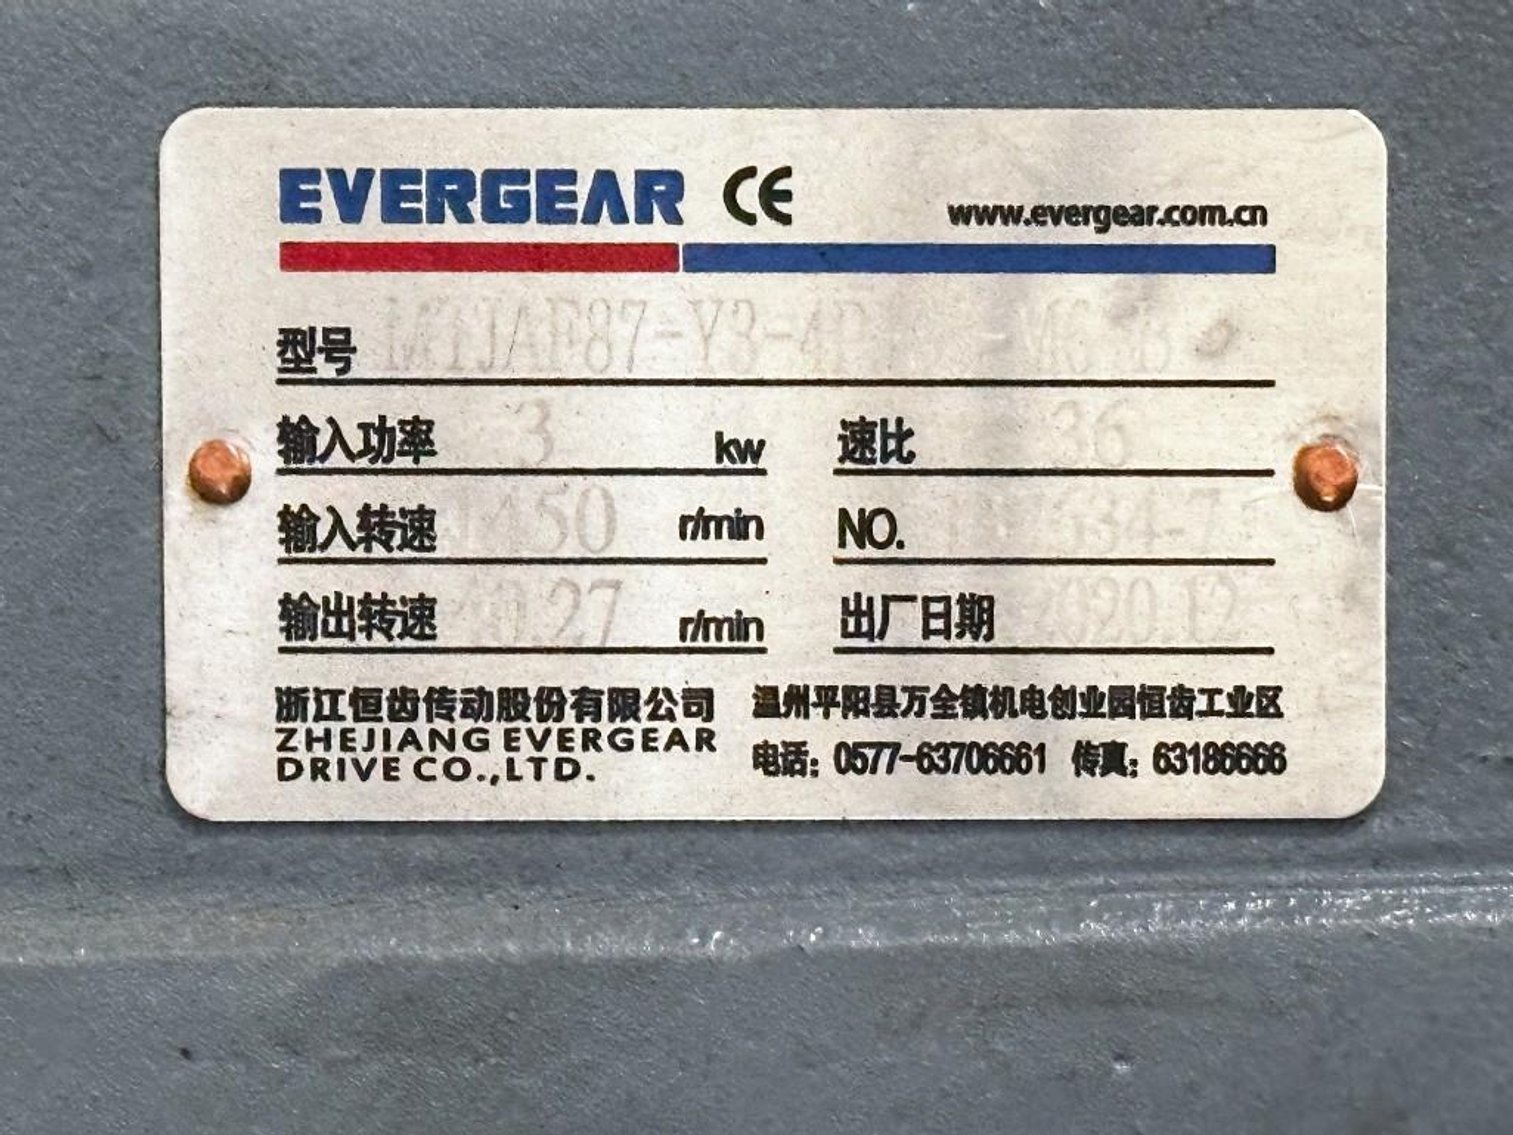 EVERGEAR CE www.evergear.com.cn
型号
输入功率 3 kw 速比 36
输入转速 1450 r/min NO.
输出转速 r/min 出厂日期 2020.12
浙江恒齿传动股份有限公司
ZHEJIANG EVERGEAR
DRIVE CO.,LTD.
温州平阳县万全镇机电创业园恒齿工业区
电话：0577-63706661 传真：63186666